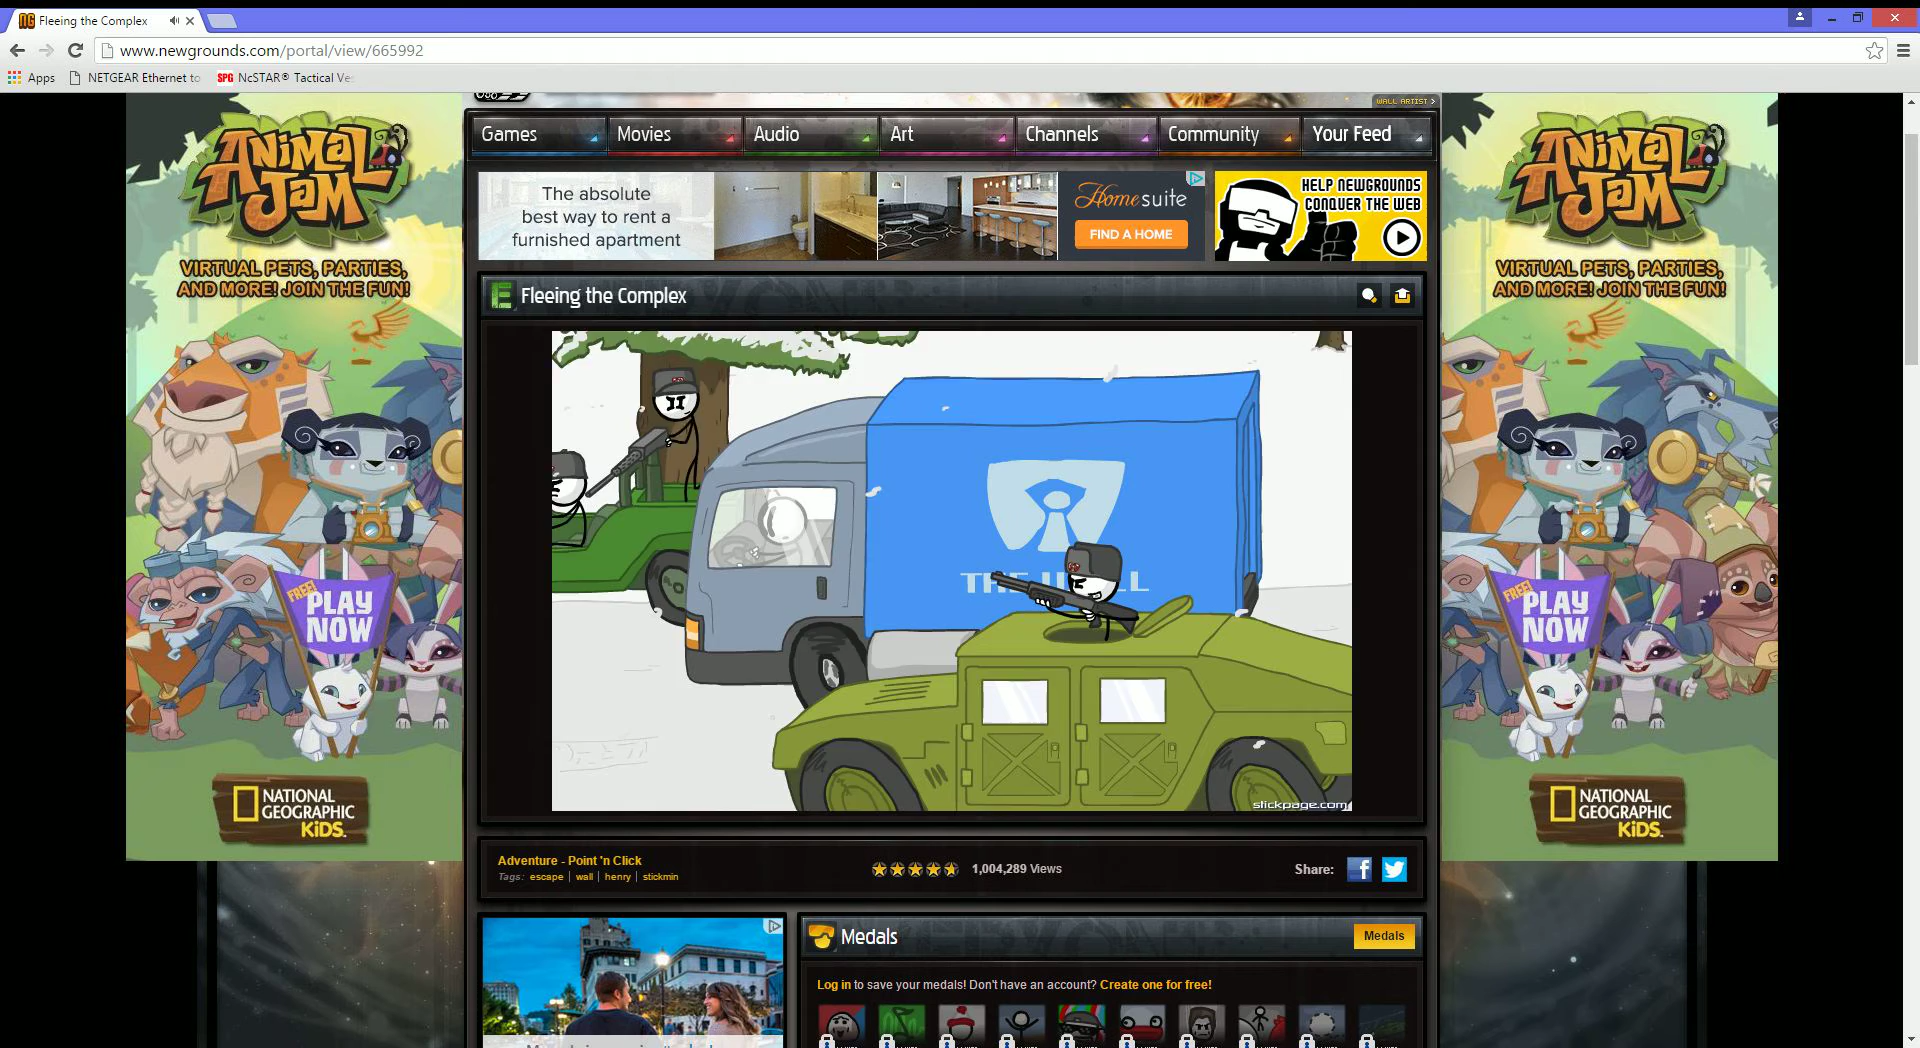 Fleeing the Complex
www.newgrounds.com/portal/view/665992
Apps
NETGEAR Ethernet to
SPG NcSTAR® Tactical Ve
WALL ARTIST >
Games
Movies
Audio
Art
Channels
Community
Your Feed
ANIMAL
JAM
VIRTUAL PETS, PARTIES,
AND MORE! JOIN THE FUN!
FREE!
PLAY
NOW
NATIONAL
GEOGRAPHIC
KiDS.
The absolute
best way to rent a
furnished apartment
Homesuite
FIND A HOME
HELP NEWGROUNDS
CONQUER THE WEB
E Fleeing the Complex
stickpage.com
Adventure - Point 'n Click
Tags: escape | wall | henry | stickmin
1,004,289 Views
Share:
Medals
Medals
Log in to save your medals! Don't have an account? Create one for free!
ANIMAL
JAM
VIRTUAL PETS, PARTIES,
AND MORE! JOIN THE FUN!
FREE!
PLAY
NOW
NATIONAL
GEOGRAPHIC
KiDS.